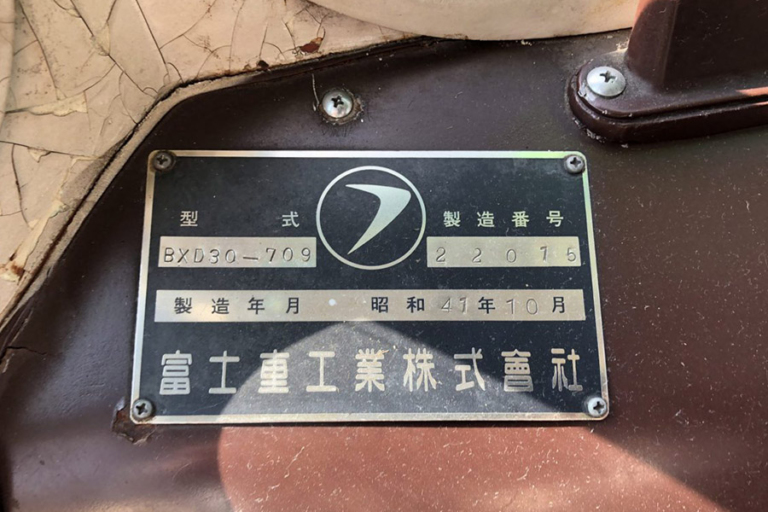 型式 製造番号
BXD30-709 22015
製造年月 昭和41年10月
富士重工業株式會社